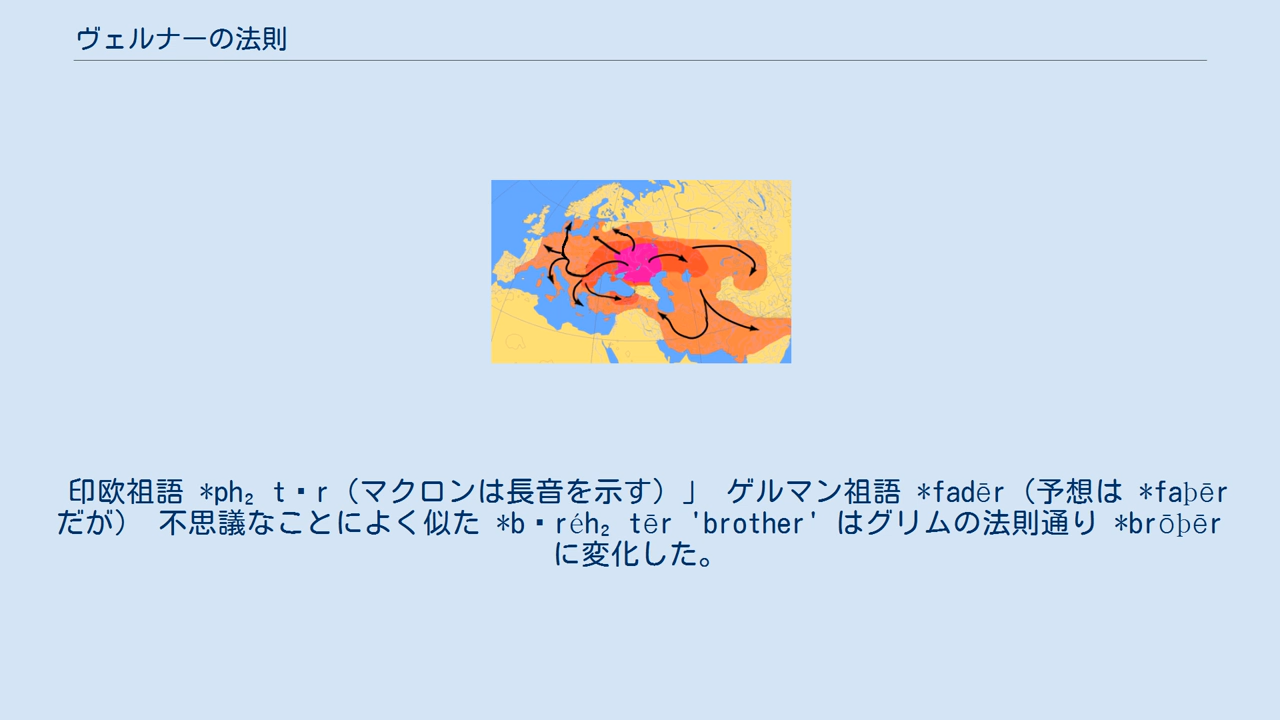 ヴェルナーの法則
印欧祖語 *ph₂ t▪r（マクロンは長音を示す）」 ゲルマン祖語 *fadēr（予想は *faþēr
だが） 不思議なことによく似た *b▪réh₂ tēr 'brother' はグリムの法則通り *brōþēr
に変化した。